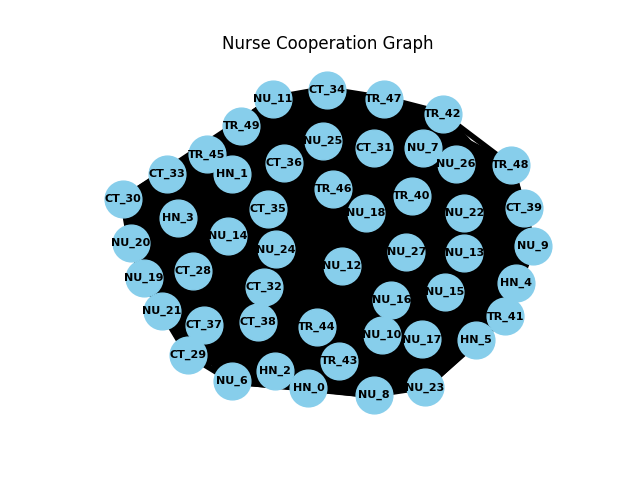 Nurse Cooperation Graph
CT_34
NU_11
TR_47
TR_42
TR_49
NU_25
CT_31
NU_7
TR_45
CT_36
NU_26
TR_48
CT_33
HN_1
TR_46
TR_40
CT_30
HN_3
CT_35
NU_18
NU_22
CT_39
NU_20
NU_14
NU_24
NU_27
NU_13
NU_9
NU_12
NU_19
CT_28
CT_32
HN_4
NU_15
NU_16
NU_21
CT_37
CT_38
TR_44
TR_41
NU_10
NU_17
HN_5
CT_29
TR_43
HN_2
NU_6
HN_0
NU_8
NU_23